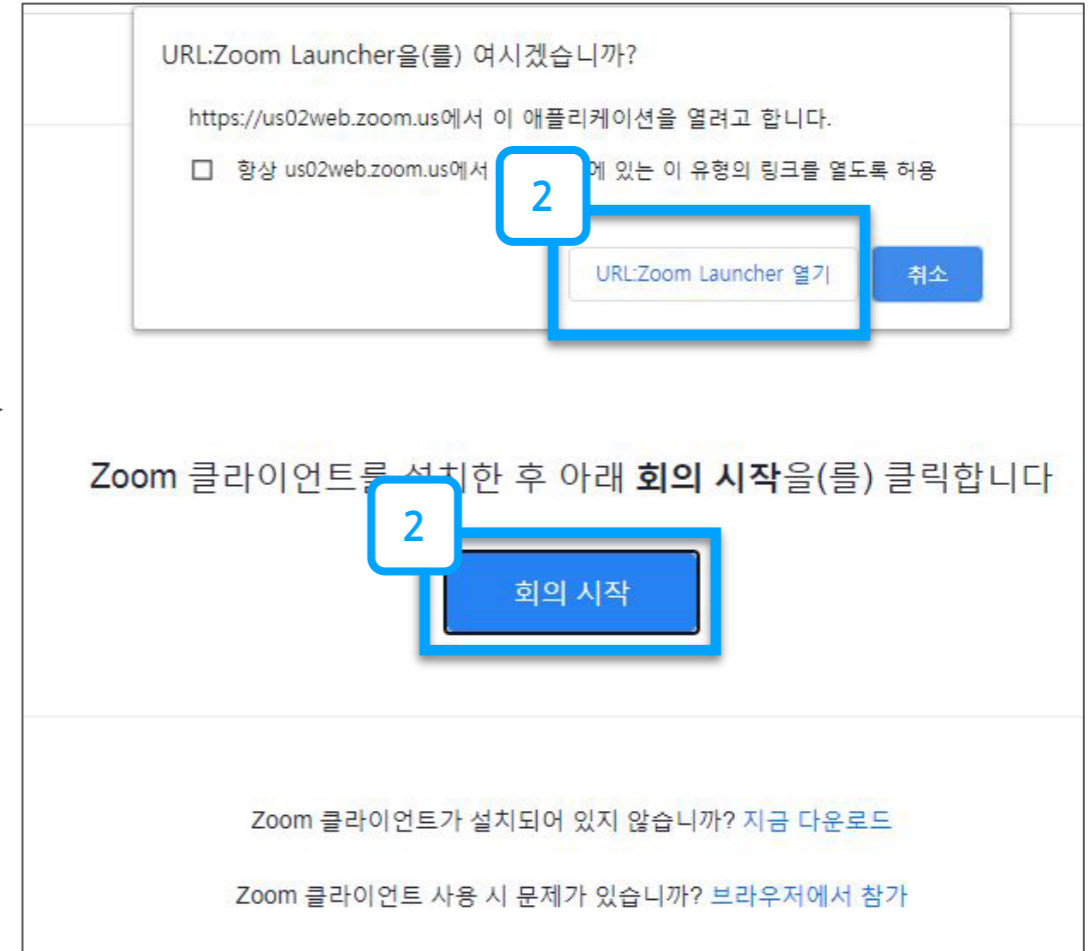 URL:Zoom Launcher을(를) 여시겠습니까?
https://us02web.zoom.us에서 이 애플리케이션을 열려고 합니다.
항상 us02web.zoom.us에서 에 있는 이 유형의 링크를 열도록 허용
2
URL:Zoom Launcher 열기
취소
Zoom 클라이언트를 설치한 후 아래 회의 시작을(를) 클릭합니다
2
회의 시작
Zoom 클라이언트가 설치되어 있지 않습니까? 지금 다운로드
Zoom 클라이언트 사용 시 문제가 있습니까? 브라우저에서 참가